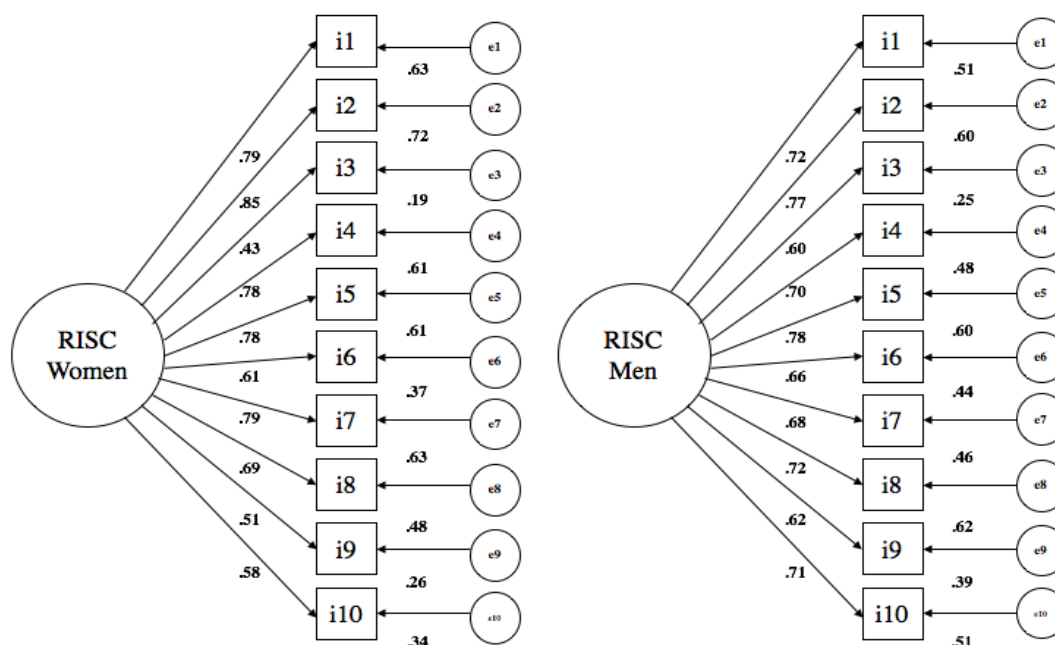 i1
e1
.63
i2
e2
.79
.72
i3
e3
.85
.19
i4
e4
.43
.61
.78
i5
e5
RISC
Women
.78
.61
i6
e6
.61
.37
.79
i7
e7
.63
.69
i8
e8
.51
.48
i9
e9
.58
.26
i10
e10
.34
i1
e1
.51
i2
e2
.72
.60
i3
e3
.77
.25
i4
e4
.60
.48
.70
i5
e5
RISC
Men
.78
.60
i6
e6
.66
.44
.68
i7
e7
.46
.72
i8
e8
.62
.62
i9
e9
.71
.39
i10
e10
.51